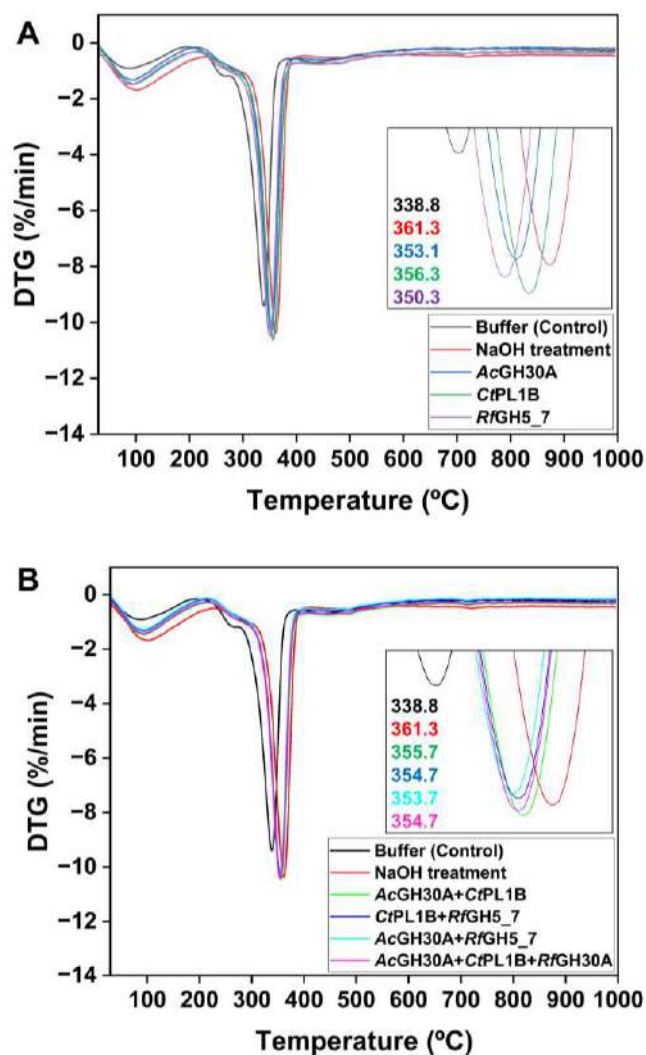 A
0
−2
−4
−6
−8
−10
−12
−14
DTG (%/min)
338.8
361.3
353.1
356.3
350.3
Buffer (Control)
NaOH treatment
AcGH30A
CtPL1B
RfGH5_7
100 200 300 400 500 600 700 800 900 1000
Temperature (ºC)
B
0
−2
−4
−6
−8
−10
−12
−14
DTG (%/min)
338.8
361.3
355.7
354.7
353.7
354.7
Buffer (Control)
NaOH treatment
AcGH30A+CtPL1B
CtPL1B+RfGH5_7
AcGH30A+RfGH5_7
AcGH30A+CtPL1B+RfGH30A
100 200 300 400 500 600 700 800 900 1000
Temperature (ºC)